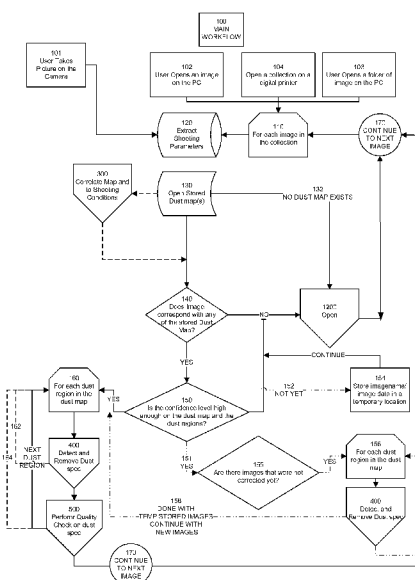 100
MAIN
WORKFLOW
101
User Takes
Picture on the
Camera
102
User Opens an image
on the PC
104
Open a collection on a
digital printer
103
User Opens a folder of
image on the PC
120
Extract
Shooting
Parameters
110
For each image in
the collection
170
CONTINUE
TO NEXT
IMAGE
300
Correlate Map and
to Shooting
Conditions
130
Open Stored
Dust map(s)
132
NO DUST MAP EXISTS
140
Does Image
correspond with any
of the stored Dust
Map?
NO
1200
Open
YES
CONTINUE
160
For each dust
region in the
dust map
YES
150
Is the confidence level high
enough on the dust map and the
dust regions?
152
NOT YET
154
Store imagename/
image data in a
temporary location
162
164
NEXT
DUST
REGION
400
Detect and
Remove Dust
spec
151
YES
155
Are there images that were not
corrected yet?
YES
156
For each dust
region in the dust
map
158
DONE WITH
TEMP STORED IMAGES
CONTINUE WITH
NEW IMAGES
400
Detect and
Remove Dust spec
500
Perform Quality
Check on dust
spec
170
CONTINUE
TO NEXT
IMAGE